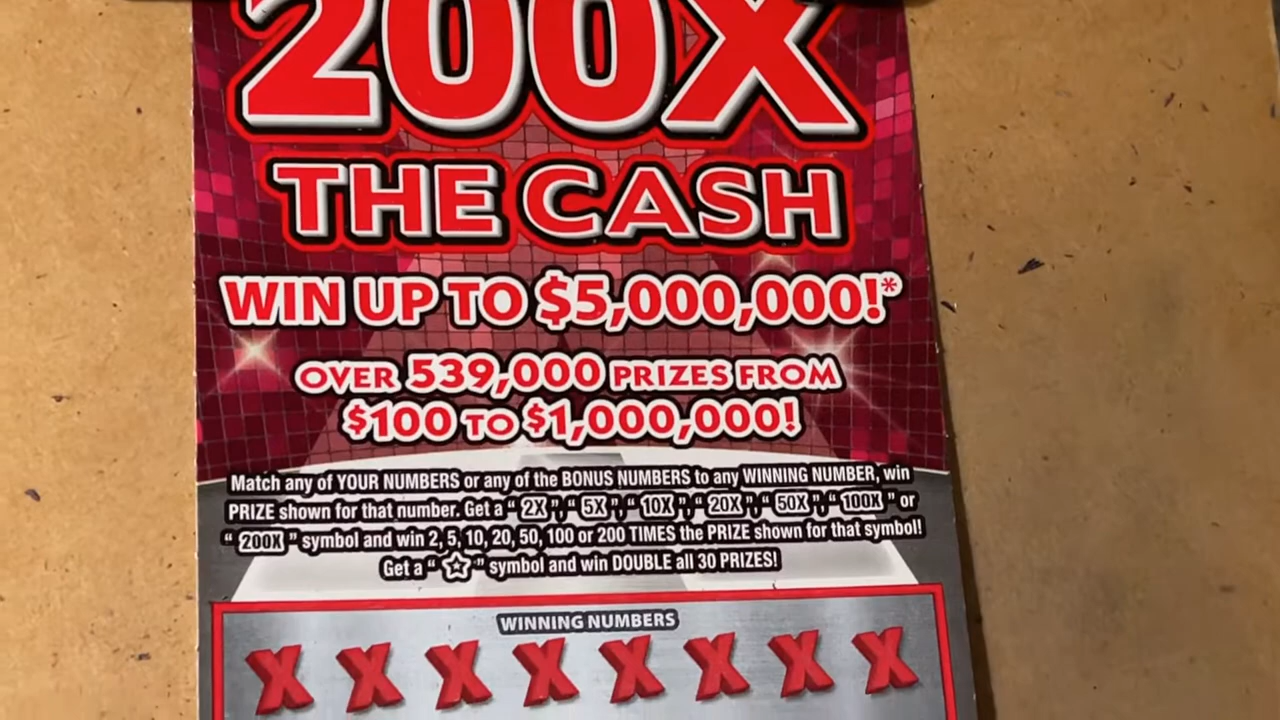 200X
THE CASH
WIN UP TO $5,000,000!*
OVER 539,000 PRIZES FROM
$100 TO $1,000,000!
Match any of YOUR NUMBERS or any of the BONUS NUMBERS to any WINNING NUMBER, win
PRIZE shown for that number. Get a “ 2X ”, “ 5X ”, “ 10X ”, “ 20X ”, “ 50X ”, “ 100X ” or
“ 200X ” symbol and win 2, 5, 10, 20, 50, 100 or 200 TIMES the PRIZE shown for that symbol!
Get a “ ☆ ” symbol and win DOUBLE all 30 PRIZES!
WINNING NUMBERS
X X X X X X X X